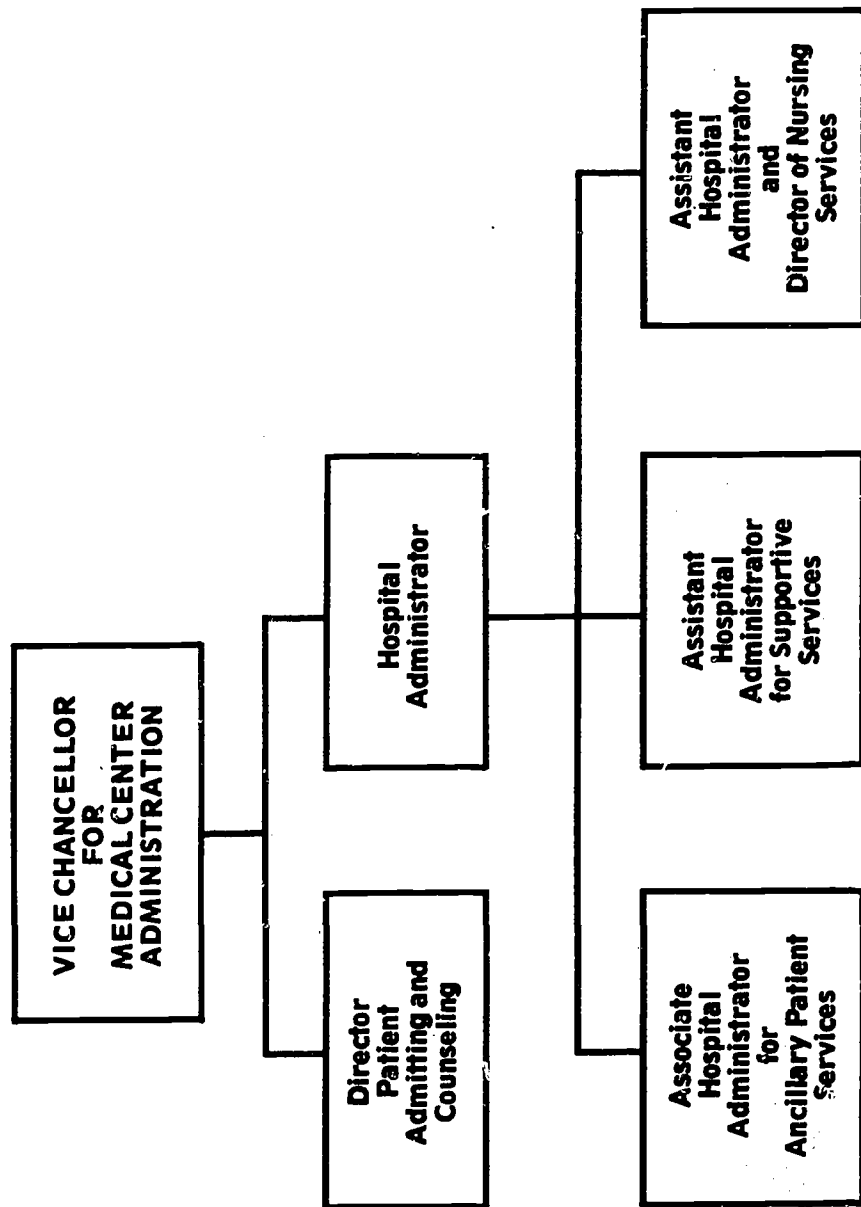 VICE CHANCELLOR
FOR
MEDICAL CENTER
ADMINISTRATION
Director
Patient
Admitting and
Counseling
Hospital
Administrator
Associate
Hospital
Administrator
for
Ancillary Patient
Services
Assistant
Hospital
Administrator
for Supportive
Services
Assistant
Hospital
Administrator
and
Director of Nursing
Services